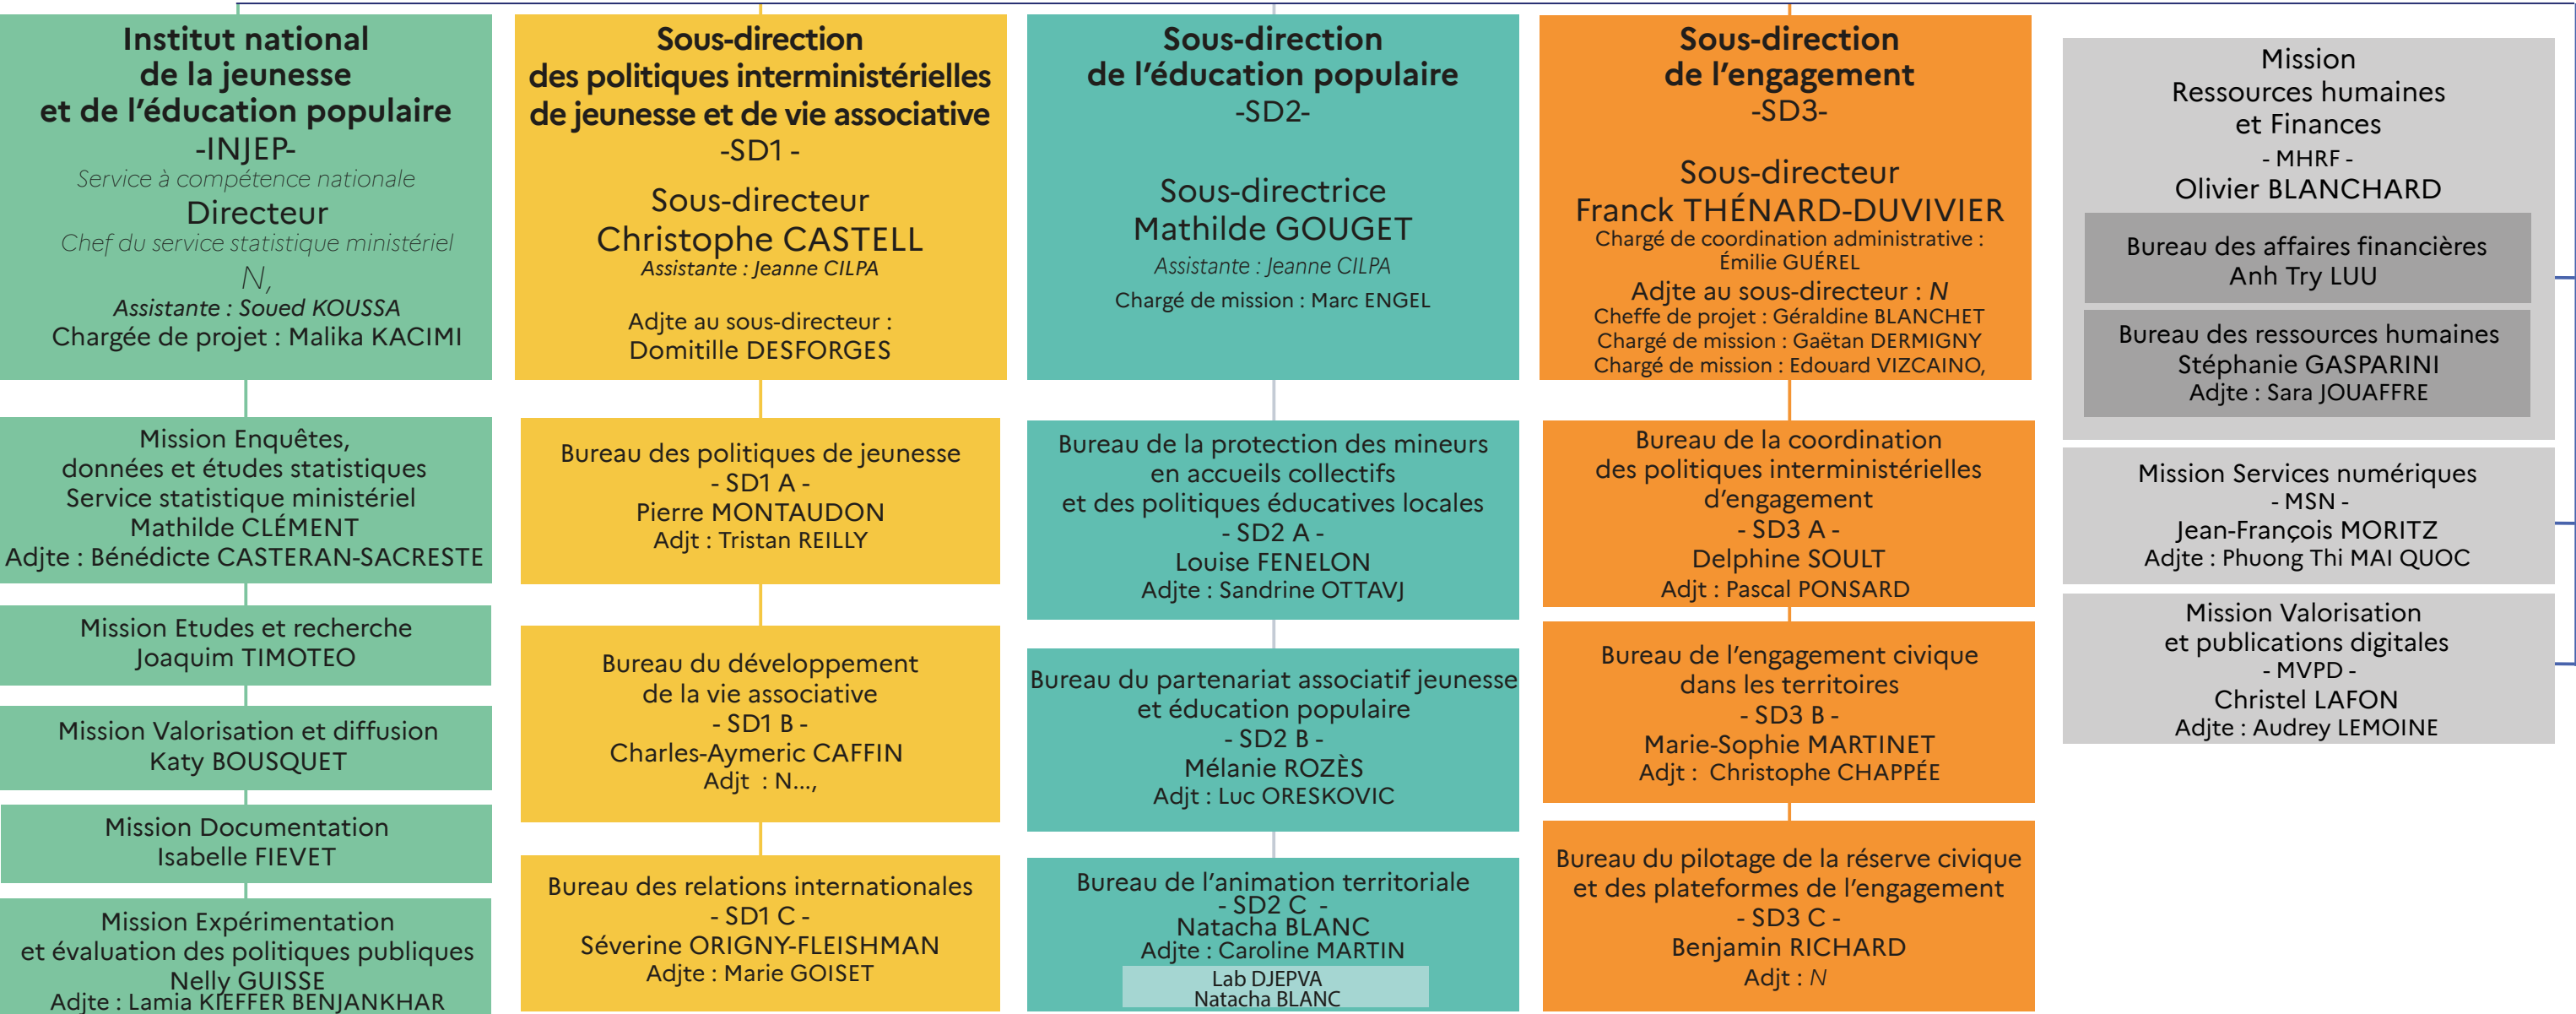 Institut national
de la jeunesse
et de l'éducation populaire
-INJEP-
Service à compétence nationale
Directeur
Chef du service statistique ministériel
N,
Assistante : Soued KOUSSA
Chargée de projet : Malika KACIMI
Mission Enquêtes,
données et études statistiques
Service statistique ministériel
Mathilde CLÉMENT
Adjte : Bénédicte CASTERAN-SACRESTE
Mission Etudes et recherche
Joaquim TIMOTEO
Mission Valorisation et diffusion
Katy BOUSQUET
Mission Documentation
Isabelle FIEVET
Mission Expérimentation
et évaluation des politiques publiques
Nelly GUISSE
Adjte : Lamia KIEFFER BENJANKHAR
Sous-direction
des politiques interministérielles
de jeunesse et de vie associative
-SD1 -
Sous-directeur
Christophe CASTELL
Assistante : Jeanne CILPA
Adjte au sous-directeur :
Domitille DESFORGES
Bureau des politiques de jeunesse
- SD1 A -
Pierre MONTAUDON
Adjt : Tristan REILLY
Bureau du développement
de la vie associative
- SD1 B -
Charles-Aymeric CAFFIN
Adjt : N...,
Bureau des relations internationales
- SD1 C -
Séverine ORIGNY-FLEISHMAN
Adjte : Marie GOISET
Sous-direction
de l'éducation populaire
-SD2-
Sous-directrice
Mathilde GOUGET
Assistante : Jeanne CILPA
Chargé de mission : Marc ENGEL
Bureau de la protection des mineurs
en accueils collectifs
et des politiques éducatives locales
- SD2 A -
Louise FENELON
Adjte : Sandrine OTTAVJ
Bureau du partenariat associatif jeunesse
et éducation populaire
- SD2 B -
Mélanie ROZÈS
Adjt : Luc ORESKOVIC
Bureau de l'animation territoriale
- SD2 C -
Natacha BLANC
Adjte : Caroline MARTIN
Lab DJEPVA
Natacha BLANC
Sous-direction
de l'engagement
-SD3-
Sous-directeur
Franck THÉNARD-DUVIVIER
Chargé de coordination administrative :
Émilie GUÉREL
Adjte au sous-directeur : N
Cheffe de projet : Géraldine BLANCHET
Chargé de mission : Gaëtan DERMIGNY
Chargé de mission : Edouard VIZCAINO,
Bureau de la coordination
des politiques interministérielles
d'engagement
- SD3 A -
Delphine SOULT
Adjt : Pascal PONSARD
Bureau de l'engagement civique
dans les territoires
- SD3 B -
Marie-Sophie MARTINET
Adjt : Christophe CHAPPÉE
Bureau du pilotage de la réserve civique
et des plateformes de l'engagement
- SD3 C -
Benjamin RICHARD
Adjt : N
Mission
Ressources humaines
et Finances
- MHRF -
Olivier BLANCHARD
Bureau des affaires financières
Anh Try LUU
Bureau des ressources humaines
Stéphanie GASPARINI
Adjte : Sara JOUAFFRE
Mission Services numériques
- MSN -
Jean-François MORITZ
Adjte : Phuong Thi MAI QUOC
Mission Valorisation
et publications digitales
- MVPD -
Christel LAFON
Adjte : Audrey LEMOINE